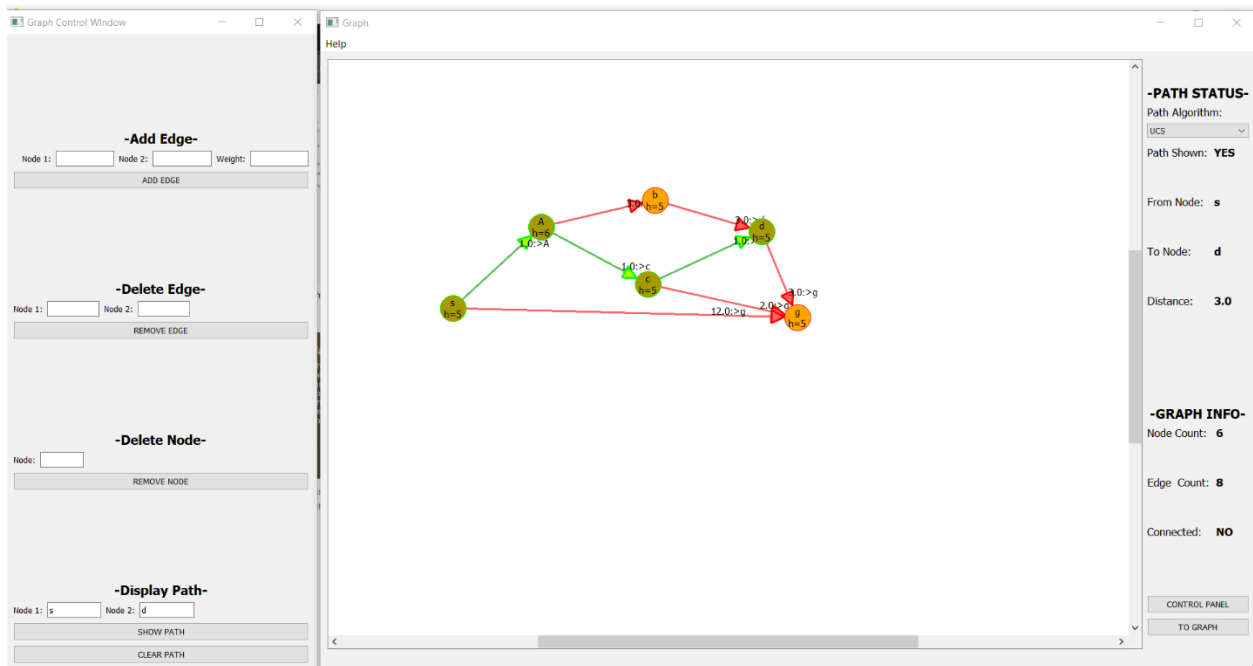 Graph Control WIndow
-Add Edge-
Node 1: Node 2: Weight:
ADD EDGE
-Delete Edge-
Node 1: Node 2:
REMOVE EDGE
-Delete Node-
Node:
REMOVE NODE
-Display Path-
Node 1: s Node 2: d
SHOW PATH
CLEAR PATH
Graph
Help
b
h=5
A
h=6
1.0:>A
d
h=5
1.0:>c
c
h=5
s
h=5
3.0:>g
12.0:>g
g
h=5
-PATH STATUS-
Path Algorithm:
UCS
Path Shown: YES
From Node: s
To Node: d
Distance: 3.0
-GRAPH INFO-
Node Count: 6
Edge Count: 8
Connected: NO
CONTROL PANEL
TO GRAPH